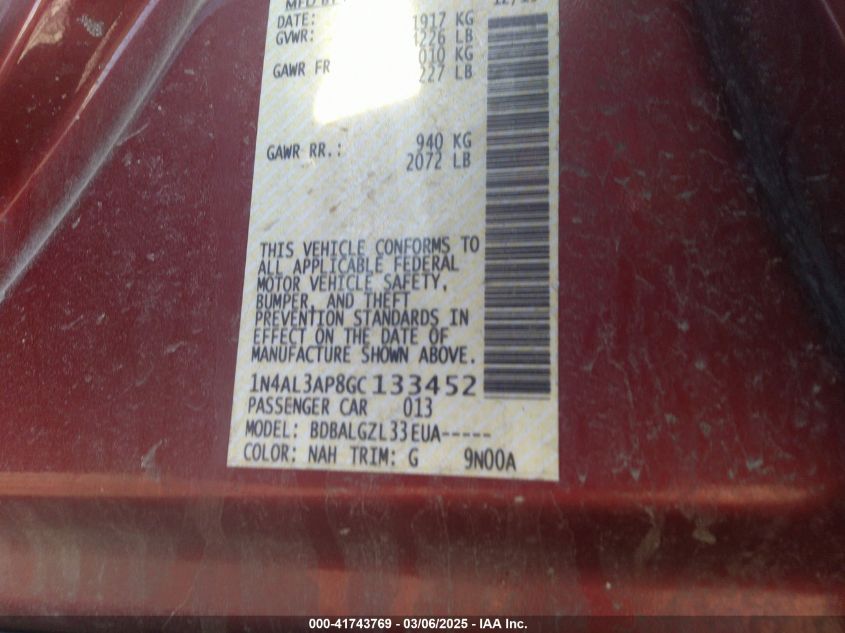 MFD BY
DATE: 1917 KG
GVWR: 226 LB
010 KG
GAWR FR 227 LB
940 KG
GAWR RR.:
2072 LB
THIS VEHICLE CONFORMS TO
ALL APPLICABLE FEDERAL
MOTOR VEHICLE SAFETY,
BUMPER, AND THEFT
PREVENTION STANDARDS IN
EFFECT ON THE DATE OF
MANUFACTURE SHOWN ABOVE.
1N4AL3AP8GC133452
PASSENGER CAR 013
MODEL: BDBALGZL33EUA-----
COLOR: NAH TRIM: G 9N00A
000-41743769 - 03/06/2025 - IAA Inc.